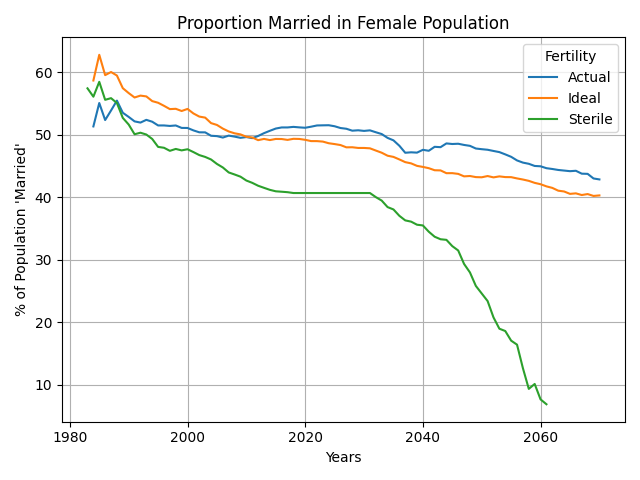 Proportion Married in Female Population
% of Population 'Married'
60
50
40
30
20
10
Fertility
Actual
Ideal
Sterile
1980
2000
2020
2040
2060
Years